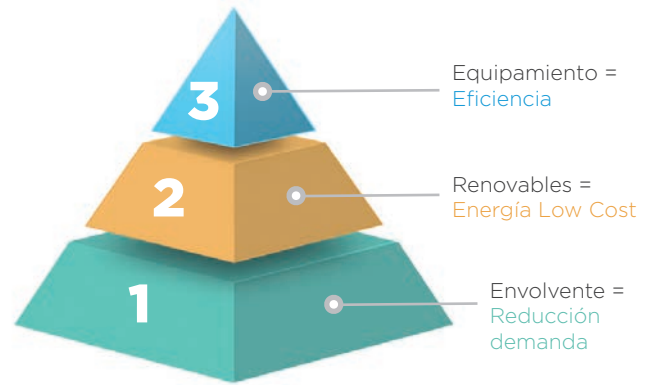 3
Equipamiento =
Eficiencia
2
Renovables =
Energía Low Cost
1
Envolvente =
Reducción
demanda